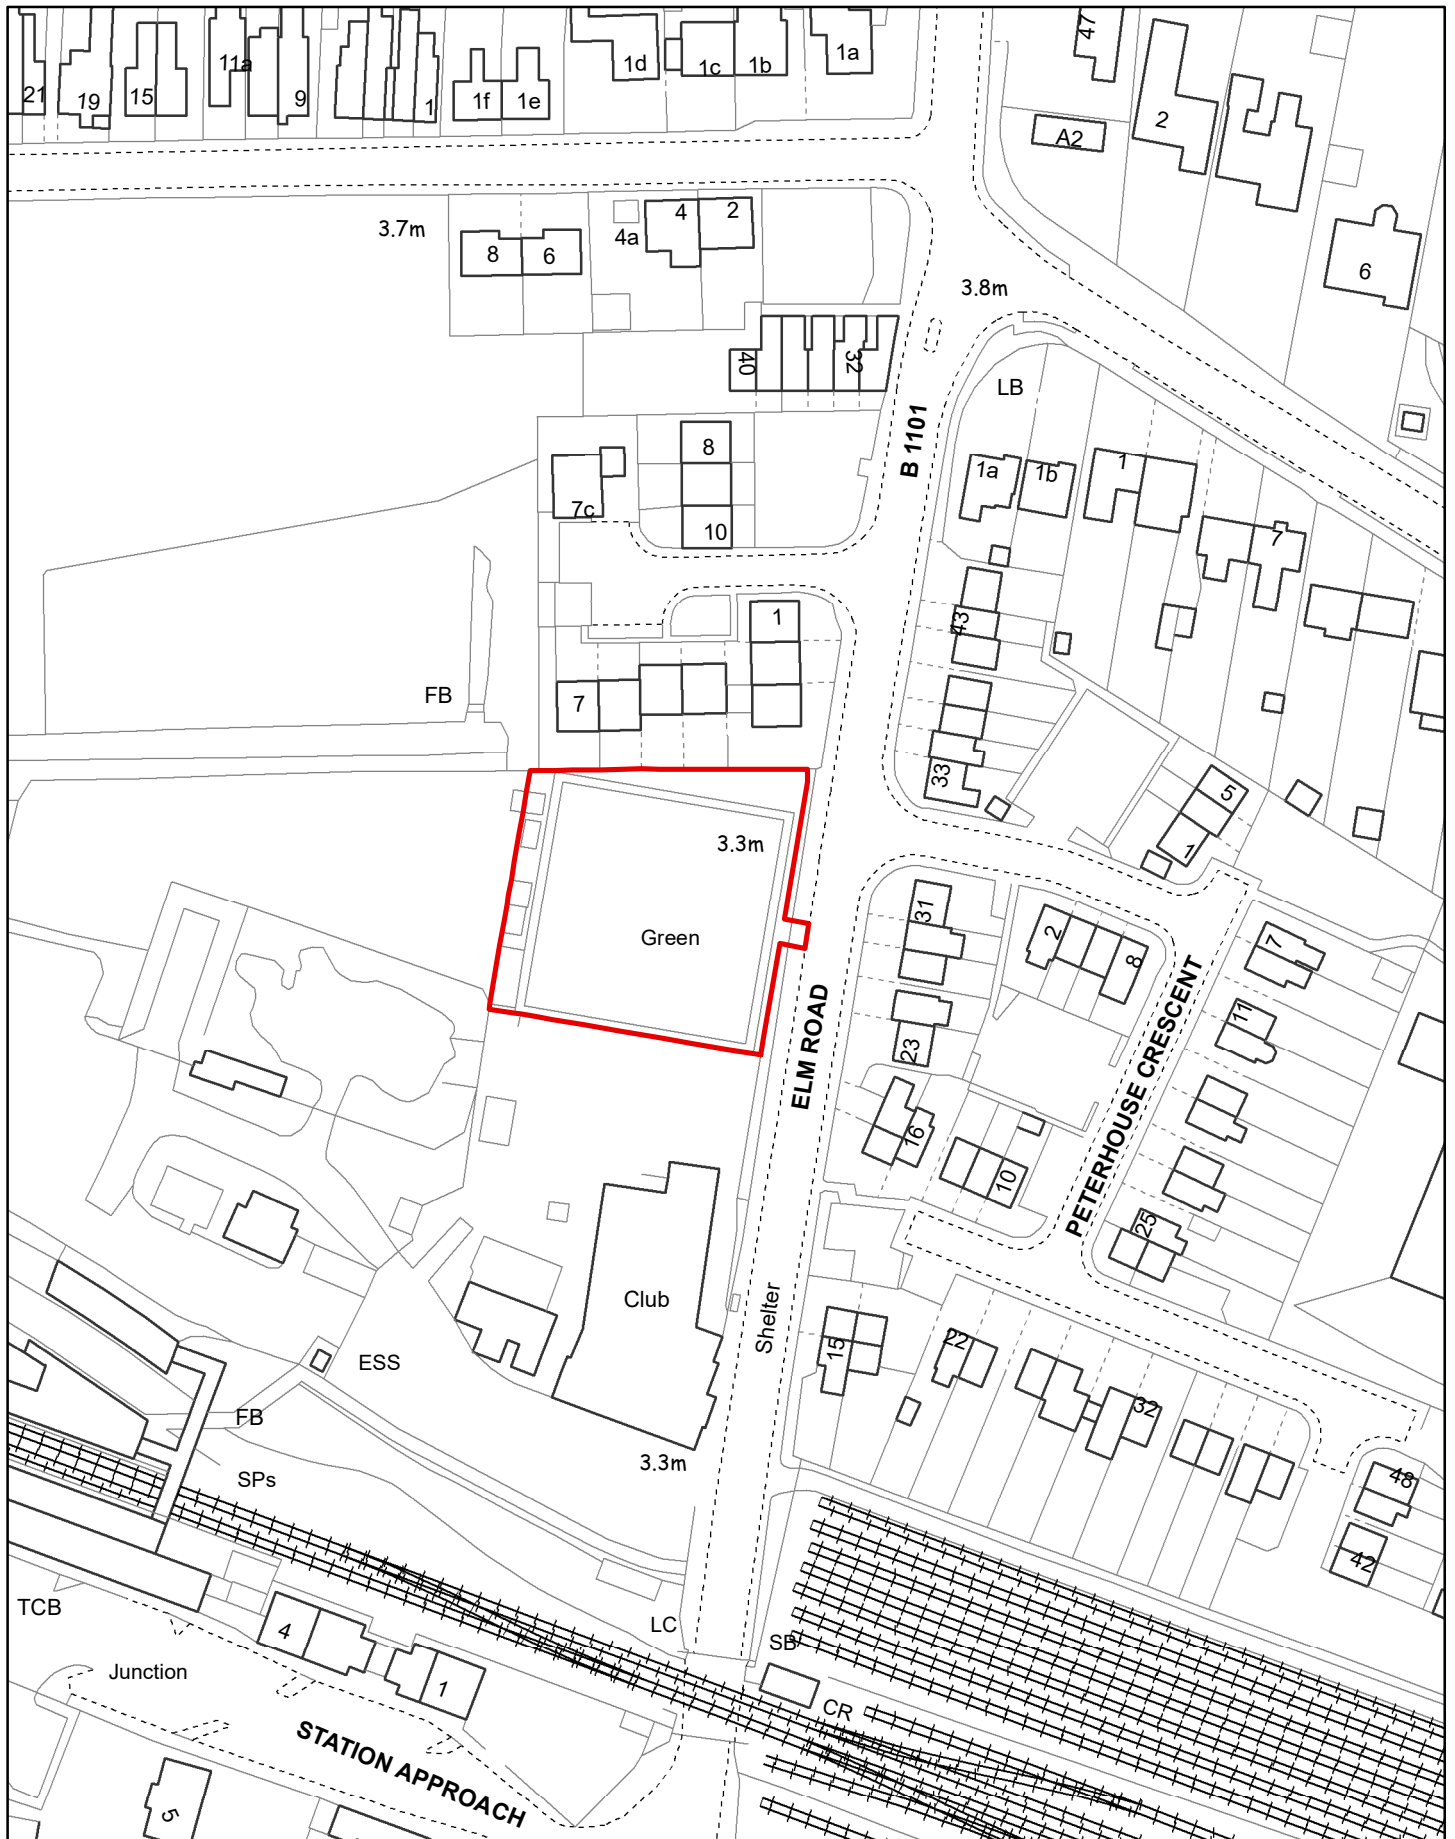 47
21
19
15
11a
9
1
1f
1e
1d
1c
1b
1a
2
A2
6
3.7m
8
6
4a
4
2
3.8m
40
32
LB
B 1101
8
7c
10
1a
1b
1
7
43
1
FB
7
33
5
1
3.3m
Green
31
2
8
7
11
ELM ROAD
23
PETERHOUSE CRESCENT
16
10
25
Club
Shelter
15
22
32
ESS
FB
SPs
3.3m
48
42
TCB
4
LC
SB
Junction
1
CR
STATION APPROACH
5